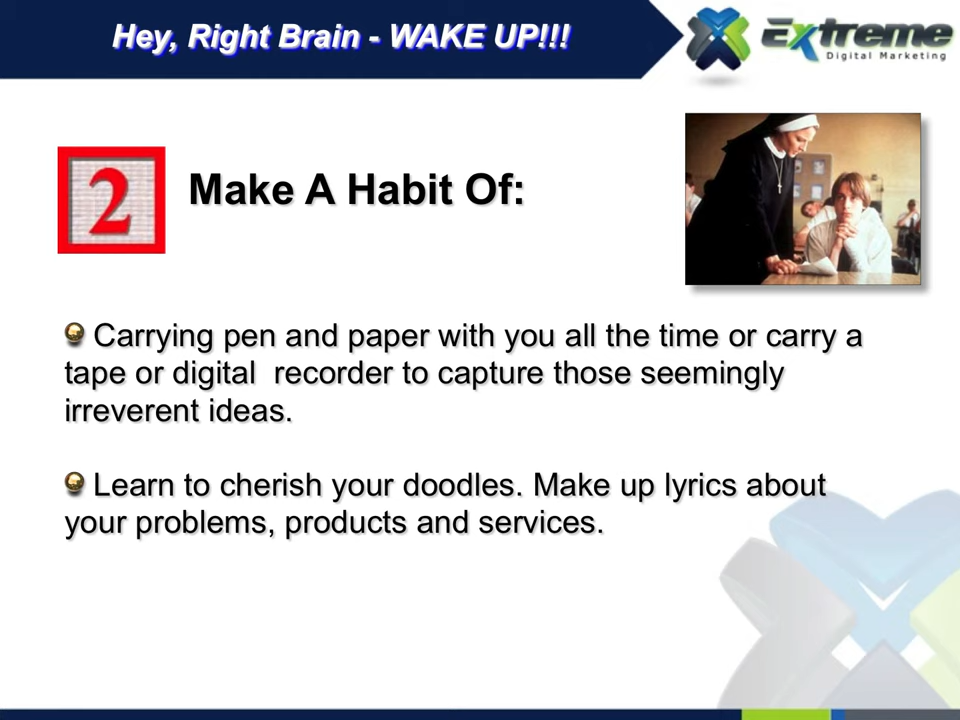 Hey, Right Brain - WAKE UP!!!
Extreme
Digital Marketing
2
Make A Habit Of:
Carrying pen and paper with you all the time or carry a
tape or digital recorder to capture those seemingly
irreverent ideas.
Learn to cherish your doodles. Make up lyrics about
your problems, products and services.